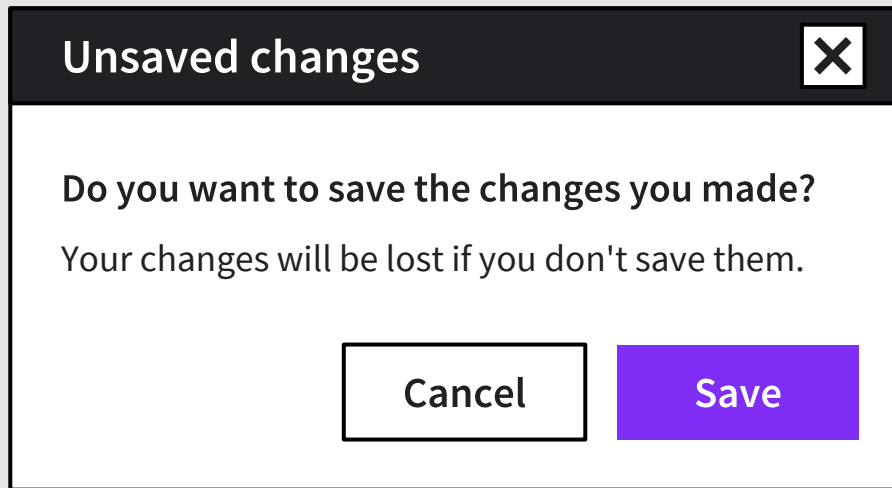 Unsaved changes
Do you want to save the changes you made?
Your changes will be lost if you don't save them.
Cancel
Save